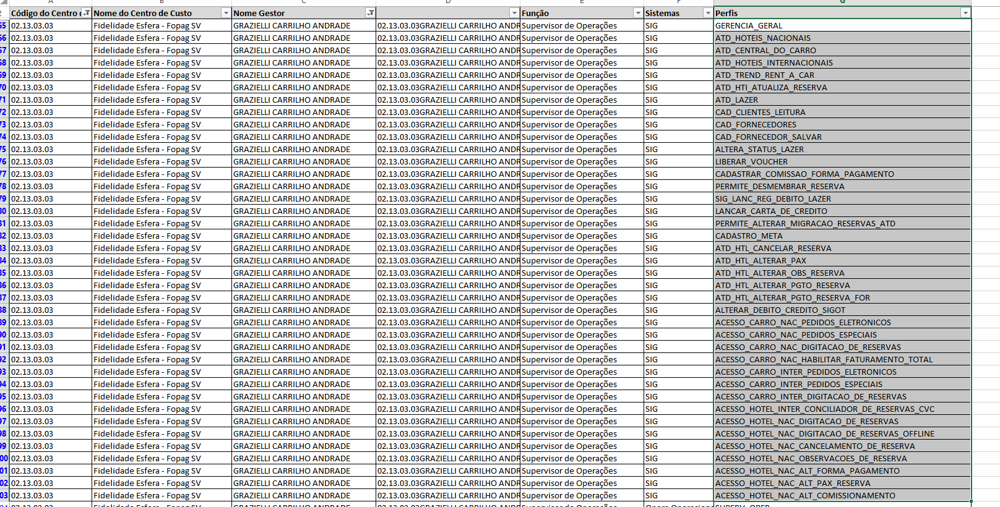 A B C D E F G
2 Código do Centro d Nome do Centro de Custo Nome Gestor Função Sistemas Perfis
65 02.13.03.03 Fidelidade Esfera - Fopag SV GRAZIELLI CARRILHO ANDRADE 02.13.03.03GRAZIELLI CARRILHO ANDR Supervisor de Operações SIG GERENCIA_GERAL
66 02.13.03.03 Fidelidade Esfera - Fopag SV GRAZIELLI CARRILHO ANDRADE 02.13.03.03GRAZIELLI CARRILHO ANDR Supervisor de Operações SIG ATD_HOTEIS_NACIONAIS
67 02.13.03.03 Fidelidade Esfera - Fopag SV GRAZIELLI CARRILHO ANDRADE 02.13.03.03GRAZIELLI CARRILHO ANDR Supervisor de Operações SIG ATD_CENTRAL_DO_CARRO
68 02.13.03.03 Fidelidade Esfera - Fopag SV GRAZIELLI CARRILHO ANDRADE 02.13.03.03GRAZIELLI CARRILHO ANDR Supervisor de Operações SIG ATD_HOTEIS_INTERNACIONAIS
69 02.13.03.03 Fidelidade Esfera - Fopag SV GRAZIELLI CARRILHO ANDRADE 02.13.03.03GRAZIELLI CARRILHO ANDR Supervisor de Operações SIG ATD_TREND_RENT_A_CAR
70 02.13.03.03 Fidelidade Esfera - Fopag SV GRAZIELLI CARRILHO ANDRADE 02.13.03.03GRAZIELLI CARRILHO ANDR Supervisor de Operações SIG ATD_HTI_ATUALIZA_RESERVA
71 02.13.03.03 Fidelidade Esfera - Fopag SV GRAZIELLI CARRILHO ANDRADE 02.13.03.03GRAZIELLI CARRILHO ANDR Supervisor de Operações SIG ATD_LAZER
72 02.13.03.03 Fidelidade Esfera - Fopag SV GRAZIELLI CARRILHO ANDRADE 02.13.03.03GRAZIELLI CARRILHO ANDR Supervisor de Operações SIG CAD_CLIENTES_LEITURA
73 02.13.03.03 Fidelidade Esfera - Fopag SV GRAZIELLI CARRILHO ANDRADE 02.13.03.03GRAZIELLI CARRILHO ANDR Supervisor de Operações SIG CAD_FORNECEDORES
74 02.13.03.03 Fidelidade Esfera - Fopag SV GRAZIELLI CARRILHO ANDRADE 02.13.03.03GRAZIELLI CARRILHO ANDR Supervisor de Operações SIG CAD_FORNECEDOR_SALVAR
75 02.13.03.03 Fidelidade Esfera - Fopag SV GRAZIELLI CARRILHO ANDRADE 02.13.03.03GRAZIELLI CARRILHO ANDR Supervisor de Operações SIG ALTERA_STATUS_LAZER
76 02.13.03.03 Fidelidade Esfera - Fopag SV GRAZIELLI CARRILHO ANDRADE 02.13.03.03GRAZIELLI CARRILHO ANDR Supervisor de Operações SIG LIBERAR_VOUCHER
77 02.13.03.03 Fidelidade Esfera - Fopag SV GRAZIELLI CARRILHO ANDRADE 02.13.03.03GRAZIELLI CARRILHO ANDR Supervisor de Operações SIG CADASTRAR_COMISSAO_FORMA_PAGAMENTO
78 02.13.03.03 Fidelidade Esfera - Fopag SV GRAZIELLI CARRILHO ANDRADE 02.13.03.03GRAZIELLI CARRILHO ANDR Supervisor de Operações SIG PERMITE_DESMEMBRAR_RESERVA
79 02.13.03.03 Fidelidade Esfera - Fopag SV GRAZIELLI CARRILHO ANDRADE 02.13.03.03GRAZIELLI CARRILHO ANDR Supervisor de Operações SIG SIG_LANC_REG_DEBITO_LAZER
80 02.13.03.03 Fidelidade Esfera - Fopag SV GRAZIELLI CARRILHO ANDRADE 02.13.03.03GRAZIELLI CARRILHO ANDR Supervisor de Operações SIG LANCAR_CARTA_DE_CREDITO
81 02.13.03.03 Fidelidade Esfera - Fopag SV GRAZIELLI CARRILHO ANDRADE 02.13.03.03GRAZIELLI CARRILHO ANDR Supervisor de Operações SIG PERMITE_ALTERAR_MIGRACAO_RESERVAS_ATD
82 02.13.03.03 Fidelidade Esfera - Fopag SV GRAZIELLI CARRILHO ANDRADE 02.13.03.03GRAZIELLI CARRILHO ANDR Supervisor de Operações SIG CADASTRO_META
83 02.13.03.03 Fidelidade Esfera - Fopag SV GRAZIELLI CARRILHO ANDRADE 02.13.03.03GRAZIELLI CARRILHO ANDR Supervisor de Operações SIG ATD_HTL_CANCELAR_RESERVA
84 02.13.03.03 Fidelidade Esfera - Fopag SV GRAZIELLI CARRILHO ANDRADE 02.13.03.03GRAZIELLI CARRILHO ANDR Supervisor de Operações SIG ATD_HTL_ALTERAR_PAX
85 02.13.03.03 Fidelidade Esfera - Fopag SV GRAZIELLI CARRILHO ANDRADE 02.13.03.03GRAZIELLI CARRILHO ANDR Supervisor de Operações SIG ATD_HTL_ALTERAR_OBS_RESERVA
86 02.13.03.03 Fidelidade Esfera - Fopag SV GRAZIELLI CARRILHO ANDRADE 02.13.03.03GRAZIELLI CARRILHO ANDR Supervisor de Operações SIG ATD_HTL_ALTERAR_PGTO_RESERVA
87 02.13.03.03 Fidelidade Esfera - Fopag SV GRAZIELLI CARRILHO ANDRADE 02.13.03.03GRAZIELLI CARRILHO ANDR Supervisor de Operações SIG ATD_HTL_ALTERAR_PGTO_RESERVA_FOR
88 02.13.03.03 Fidelidade Esfera - Fopag SV GRAZIELLI CARRILHO ANDRADE 02.13.03.03GRAZIELLI CARRILHO ANDR Supervisor de Operações SIG ALTERAR_DEBITO_CREDITO_SIGOT
89 02.13.03.03 Fidelidade Esfera - Fopag SV GRAZIELLI CARRILHO ANDRADE 02.13.03.03GRAZIELLI CARRILHO ANDR Supervisor de Operações SIG ACESSO_CARRO_NAC_PEDIDOS_ELETRONICOS
90 02.13.03.03 Fidelidade Esfera - Fopag SV GRAZIELLI CARRILHO ANDRADE 02.13.03.03GRAZIELLI CARRILHO ANDR Supervisor de Operações SIG ACESSO_CARRO_NAC_PEDIDOS_ESPECIAIS
91 02.13.03.03 Fidelidade Esfera - Fopag SV GRAZIELLI CARRILHO ANDRADE 02.13.03.03GRAZIELLI CARRILHO ANDR Supervisor de Operações SIG ACESSO_CARRO_NAC_DIGITACAO_DE_RESERVAS
92 02.13.03.03 Fidelidade Esfera - Fopag SV GRAZIELLI CARRILHO ANDRADE 02.13.03.03GRAZIELLI CARRILHO ANDR Supervisor de Operações SIG ACESSO_CARRO_NAC_HABILITAR_FATURAMENTO_TOTAL
93 02.13.03.03 Fidelidade Esfera - Fopag SV GRAZIELLI CARRILHO ANDRADE 02.13.03.03GRAZIELLI CARRILHO ANDR Supervisor de Operações SIG ACESSO_CARRO_INTER_PEDIDOS_ELETRONICOS
94 02.13.03.03 Fidelidade Esfera - Fopag SV GRAZIELLI CARRILHO ANDRADE 02.13.03.03GRAZIELLI CARRILHO ANDR Supervisor de Operações SIG ACESSO_CARRO_INTER_PEDIDOS_ESPECIAIS
95 02.13.03.03 Fidelidade Esfera - Fopag SV GRAZIELLI CARRILHO ANDRADE 02.13.03.03GRAZIELLI CARRILHO ANDR Supervisor de Operações SIG ACESSO_CARRO_INTER_DIGITACAO_DE_RESERVAS
96 02.13.03.03 Fidelidade Esfera - Fopag SV GRAZIELLI CARRILHO ANDRADE 02.13.03.03GRAZIELLI CARRILHO ANDR Supervisor de Operações SIG ACESSO_HOTEL_INTER_CONCILIADOR_DE_RESERVAS_CVC
97 02.13.03.03 Fidelidade Esfera - Fopag SV GRAZIELLI CARRILHO ANDRADE 02.13.03.03GRAZIELLI CARRILHO ANDR Supervisor de Operações SIG ACESSO_HOTEL_NAC_DIGITACAO_DE_RESERVAS
98 02.13.03.03 Fidelidade Esfera - Fopag SV GRAZIELLI CARRILHO ANDRADE 02.13.03.03GRAZIELLI CARRILHO ANDR Supervisor de Operações SIG ACESSO_HOTEL_NAC_DIGITACAO_DE_RESERVAS_OFFLINE
99 02.13.03.03 Fidelidade Esfera - Fopag SV GRAZIELLI CARRILHO ANDRADE 02.13.03.03GRAZIELLI CARRILHO ANDR Supervisor de Operações SIG ACESSO_HOTEL_NAC_CANCELAMENTO_DE_RESERVA
00 02.13.03.03 Fidelidade Esfera - Fopag SV GRAZIELLI CARRILHO ANDRADE 02.13.03.03GRAZIELLI CARRILHO ANDR Supervisor de Operações SIG ACESSO_HOTEL_NAC_OBSERVACOES_DE_RESERVA
01 02.13.03.03 Fidelidade Esfera - Fopag SV GRAZIELLI CARRILHO ANDRADE 02.13.03.03GRAZIELLI CARRILHO ANDR Supervisor de Operações SIG ACESSO_HOTEL_NAC_ALT_FORMA_PAGAMENTO
02 02.13.03.03 Fidelidade Esfera - Fopag SV GRAZIELLI CARRILHO ANDRADE 02.13.03.03GRAZIELLI CARRILHO ANDR Supervisor de Operações SIG ACESSO_HOTEL_NAC_ALT_PAX_RESERVA
03 02.13.03.03 Fidelidade Esfera - Fopag SV GRAZIELLI CARRILHO ANDRADE 02.13.03.03GRAZIELLI CARRILHO ANDR Supervisor de Operações SIG ACESSO_HOTEL_NAC_ALT_COMISSIONAMENTO